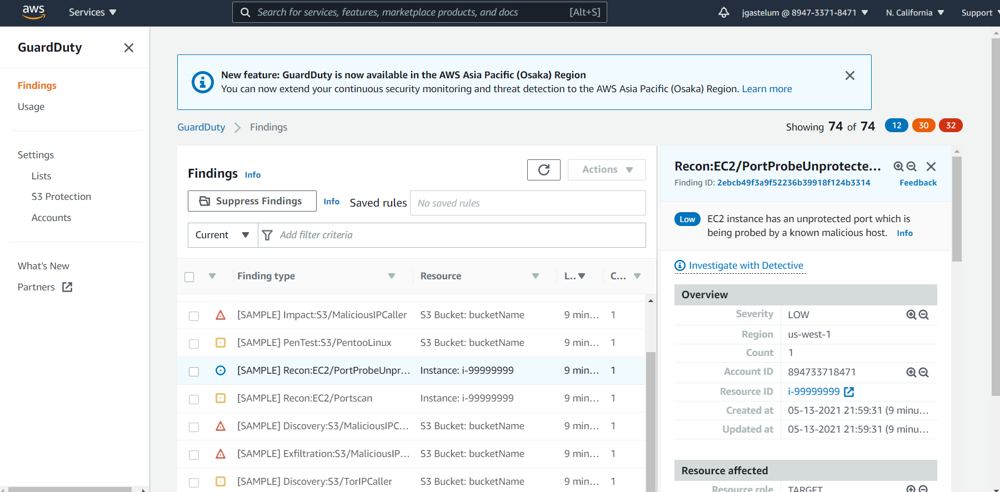 aws Services Search for services, features, marketplace products, and docs [Alt+S] jgastelum @ 8947-3371-8471 N. California Support
GuardDuty
Findings
Usage
Settings
Lists
S3 Protection
Accounts
What's New
Partners
New feature: GuardDuty is now available in the AWS Asia Pacific (Osaka) Region
You can now extend your continuous security monitoring and threat detection to the AWS Asia Pacific (Osaka) Region. Learn more
GuardDuty Findings
Showing 74 of 74 12 30 32
Findings Info
Actions
Suppress Findings Info Saved rules No saved rules
Current Add filter criteria
Finding type Resource L... C...
[SAMPLE] Impact:S3/MaliciousIPCaller S3 Bucket: bucketName 9 min... 1
[SAMPLE] PenTest:S3/PentooLinux S3 Bucket: bucketName 9 min... 1
[SAMPLE] Recon:EC2/PortProbeUnpr... Instance: i-99999999 9 min... 1
[SAMPLE] Recon:EC2/Portscan Instance: i-99999999 9 min... 1
[SAMPLE] Discovery:S3/MaliciousIPC... S3 Bucket: bucketName 9 min... 1
[SAMPLE] Exfiltration:S3/MaliciousIP... S3 Bucket: bucketName 9 min... 1
[SAMPLE] Discovery:S3/TorIPCaller S3 Bucket: bucketName 9 min... 1
Recon:EC2/PortProbeUnprotecte...
Finding ID: 2ebcb49f3a9f52236b39918f124b3314 Feedback
Low EC2 instance has an unprotected port which is
being probed by a known malicious host. Info
Investigate with Detective
Overview
Severity LOW
Region us-west-1
Count 1
Account ID 894733718471
Resource ID i-99999999
Created at 05-13-2021 21:59:31 (9 minu...
Updated at 05-13-2021 21:59:31 (9 minu...
Resource affected
Resource role TARGET